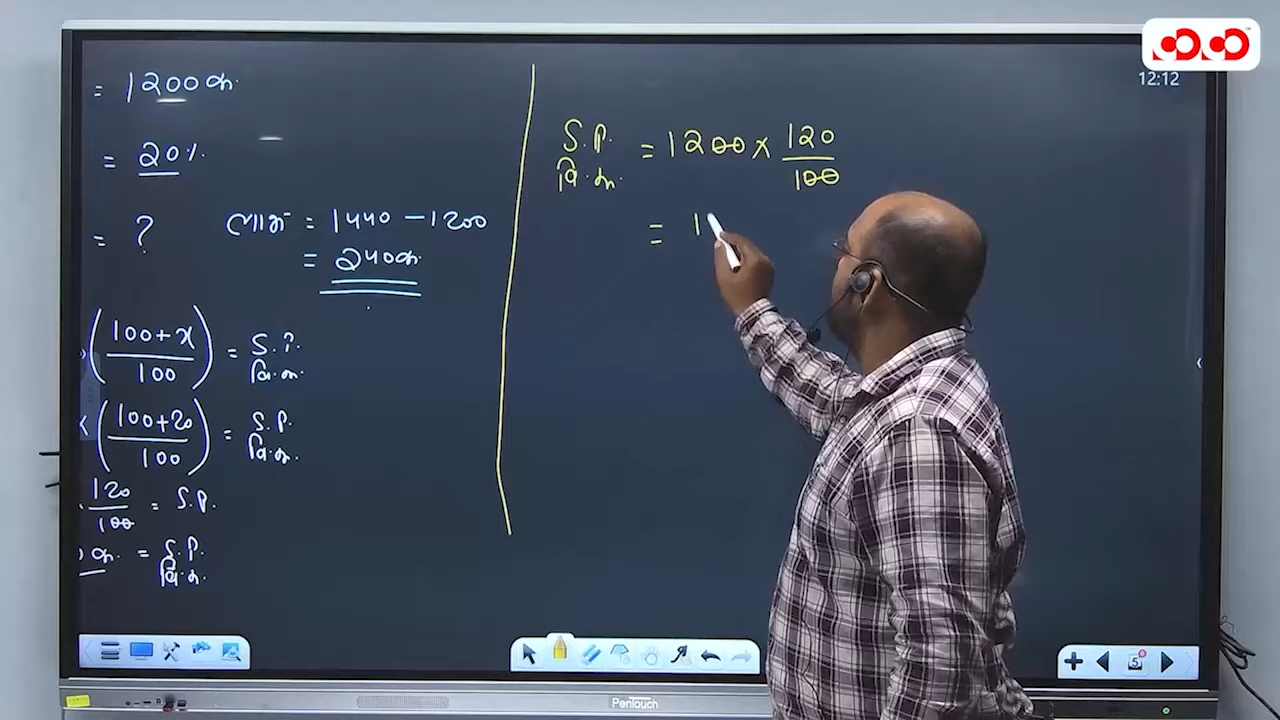 = 1200 टा.
= 20%
= ?
লাভ = 1440 - 1200
= 240 টা.
(100+x/100) = S.P. বি.মূ.
(100+20/100) = S.P. বি.মূ.
120/100 = S.P.
টা. = S.P. বি.মূ.
S.P. বি.মূ. = 1200 × 120/100
= 1
12:12
5
Pentouch